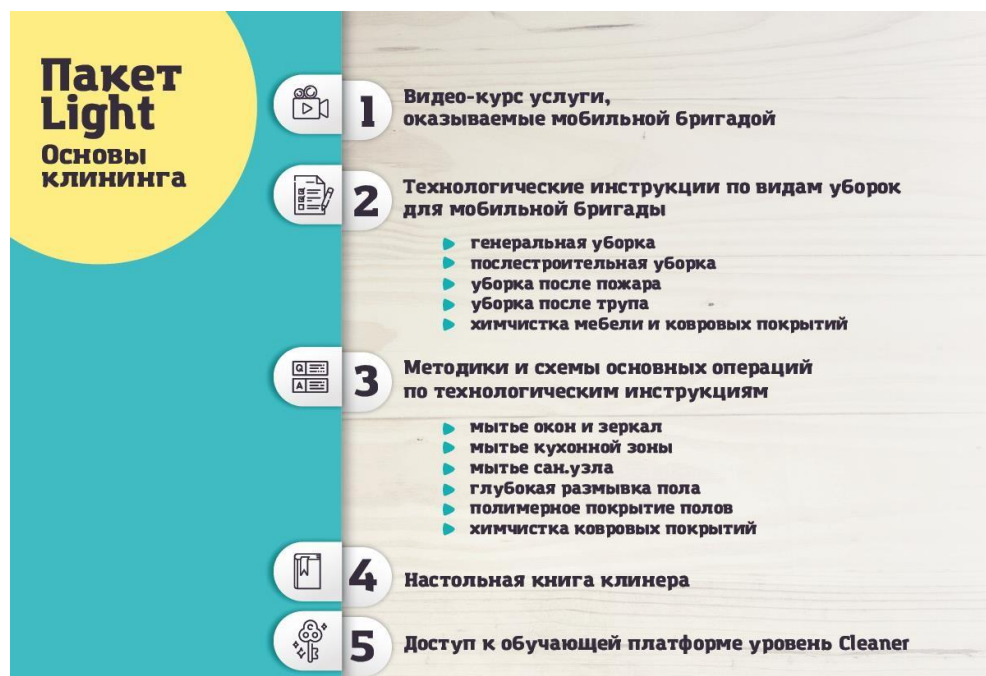 Пакет
Light
Основы
клининга
1
Видео-курс услуги,
оказываемые мобильной бригадой
2
Технологические инструкции по видам уборок
для мобильной бригады
генеральная уборка
послестроительная уборка
уборка после пожара
уборка после трупа
химчистка мебели и ковровых покрытий
Q
A
3
Методики и схемы основных операций
по технологическим инструкциям
мытье окон и зеркал
мытье кухонной зоны
мытье сан.узла
глубокая размывка пола
полимерное покрытие полов
химчистка ковровых покрытий
4
Настольная книга клинера
5
Доступ к обучающей платформе уровень Cleaner